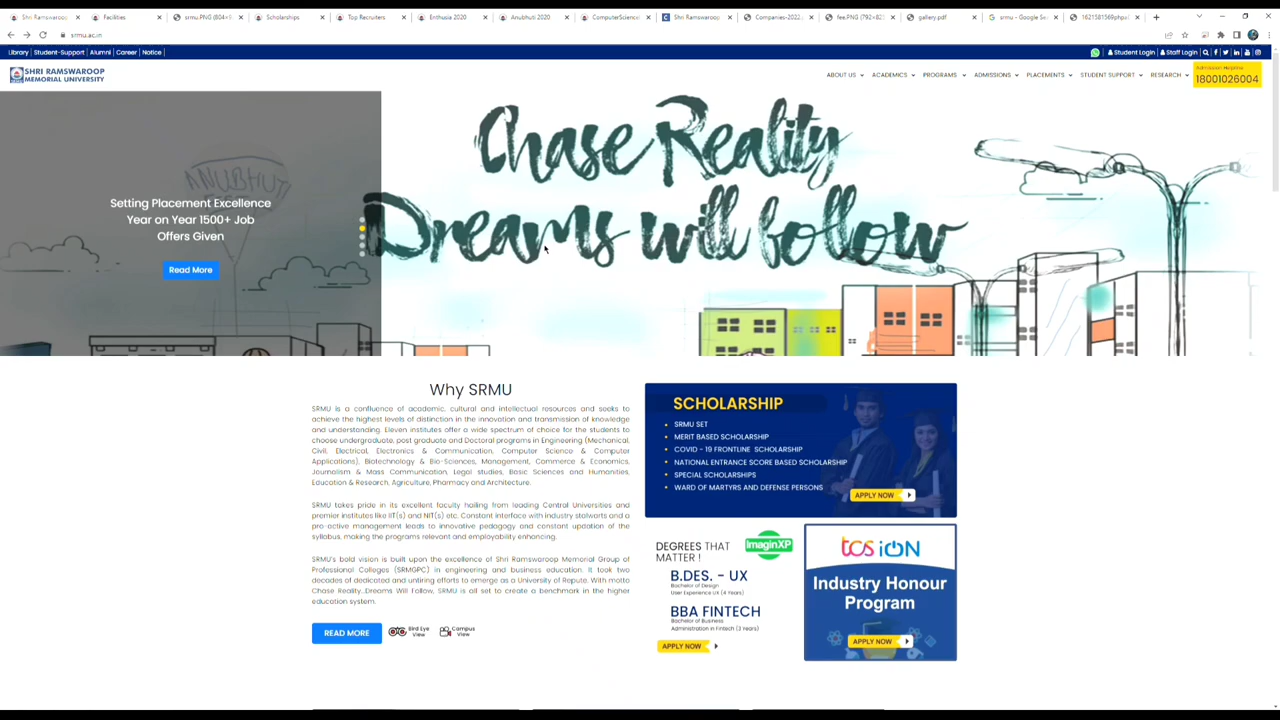 Shri Ramswaroop
Facilities
srmu.PNG (804×
Scholarships
Top Recruiters
Enthusia 2020
Anubhuti 2020
ComputerScience
Shri Ramswaroop
Companies-2022
fee.PNG (792×82
gallery.pdf
srmu - Google Se
1621581569php
srmu.ac.in
Library | Student-Support | Alumni | Career | Notice |
Student Login | Staff Login |
SHRI RAMSWAROOP
MEMORIAL UNIVERSITY
ABOUT US
ACADEMICS
PROGRAMS
ADMISSIONS
PLACEMENTS
STUDENT SUPPORT
RESEARCH
Admission Helpline
18001026004
Chase Reality
Dreams will follow
ANUBHUTI
Setting Placement Excellence
Year on Year 1500+ Job
Offers Given
Read More
Why SRMU
SRMU is a confluence of academic, cultural and intellectual resources and seeks to
achieve the highest levels of distinction in the innovation and transmission of knowledge
and understanding. Eleven institutes offer a wide spectrum of choice for the students to
choose undergraduate, post graduate and Doctoral programs in Engineering (Mechanical,
Civil, Electrical, Electronics & Communication, Computer Science & Computer
Applications), Biotechnology & Bio-Sciences, Management, Commerce & Economics,
Journalism & Mass Communication, Legal studies, Basic Sciences and Humanities,
Education & Research, Agriculture, Pharmacy and Architecture.
SRMU takes pride in its excellent faculty hailing from leading Central Universities and
premier institutes like IIT(s) and NIT(s) etc. Constant interface with industry stalwarts and a
pro active management leads to innovative pedagogy and constant updation of the
syllabus, making the programs relevant and employability enhancing.
SRMU's bold vision is built upon the excellence of Shri Ramswaroop Memorial Group of
Professional Colleges (SRMGPC) in engineering and business education. It took two
decades of dedicated and untiring efforts to emerge as a University of Repute. With motto
Chase Reality...Dreams Will Follow, SRMU is all set to create a benchmark in the higher
education system.
READ MORE
Bird Eye
View
Campus
View
SCHOLARSHIP
• SRMU SET
• MERIT BASED SCHOLARSHIP
• COVID - 19 FRONTLINE SCHOLARSHIP
• NATIONAL ENTRANCE SCORE BASED SCHOLARSHIP
• SPECIAL SCHOLARSHIPS
• WARD OF MARTYRS AND DEFENSE PERSONS
APPLY NOW
DEGREES THAT
MATTER !
ImaginXP
B.DES. - UX
Bachelor of Design
User Experience UX (4 Years)
BBA FINTECH
Bachelor of Business
Administration in Fintech (3 Years)
APPLY NOW
tcs iON
Industry Honour
Program
APPLY NOW